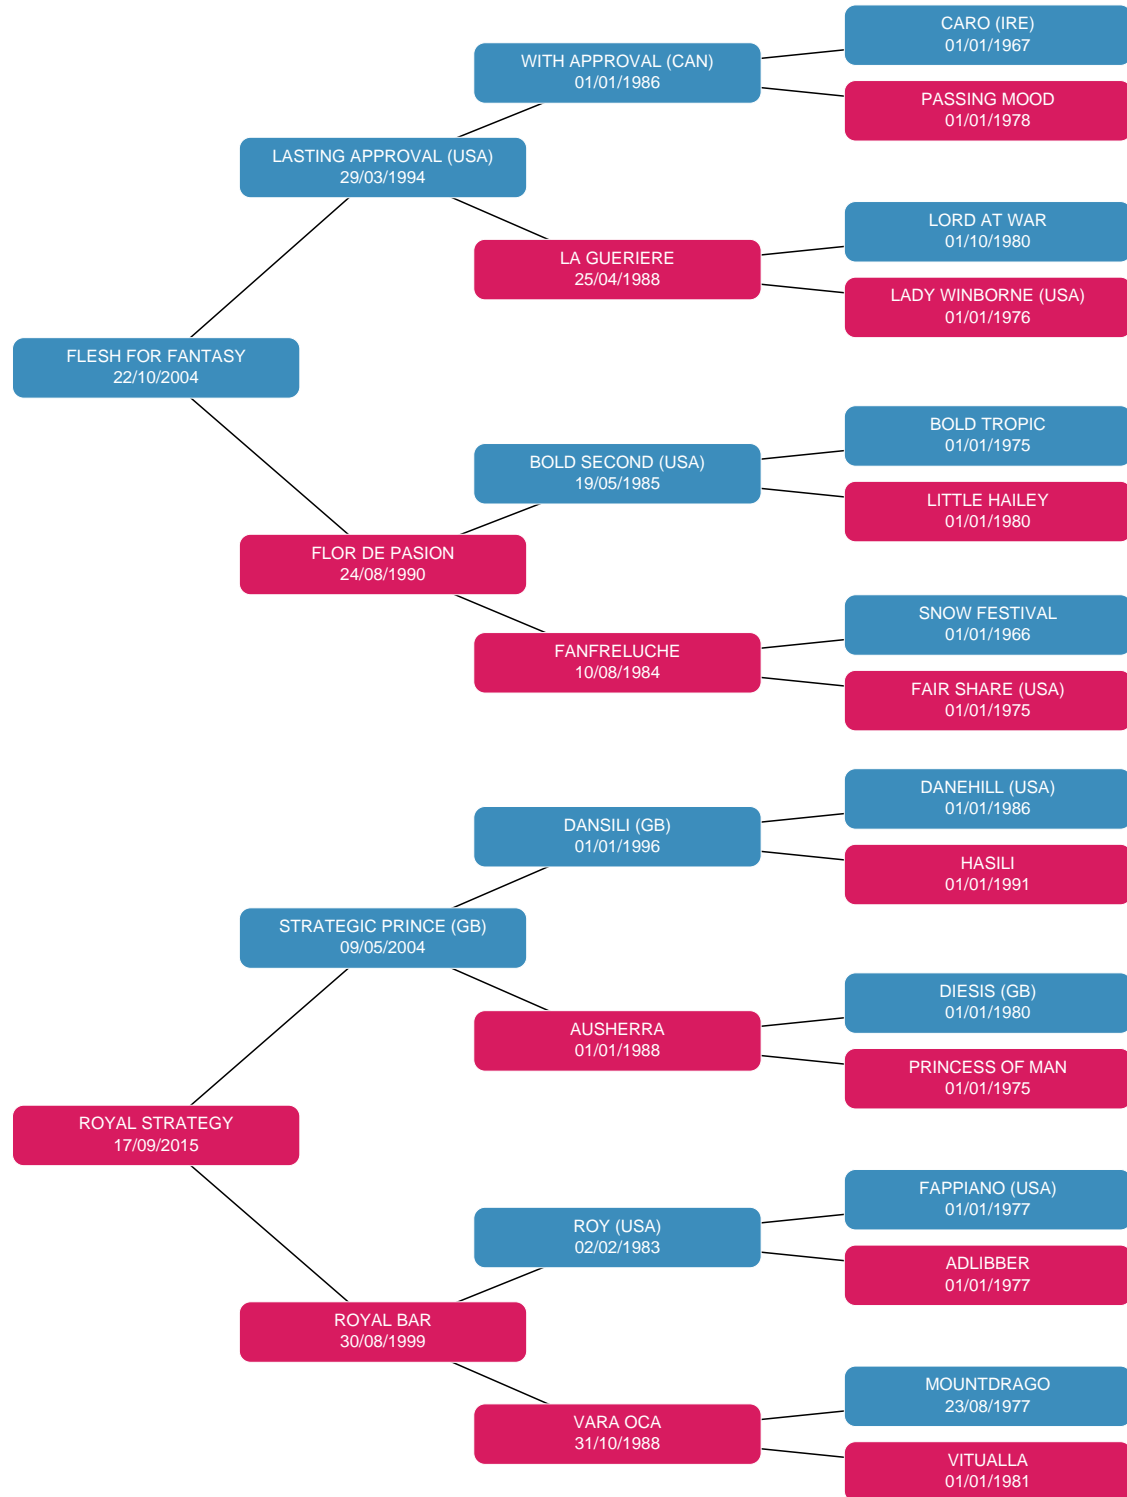 CARO (IRE)
01/01/1967
WITH APPROVAL (CAN)
01/01/1986
PASSING MOOD
01/01/1978
LASTING APPROVAL (USA)
29/03/1994
LORD AT WAR
01/10/1980
LA GUERIERE
25/04/1988
LADY WINBORNE (USA)
01/01/1976
FLESH FOR FANTASY
22/10/2004
BOLD TROPIC
01/01/1975
BOLD SECOND (USA)
19/05/1985
LITTLE HAILEY
01/01/1980
FLOR DE PASION
24/08/1990
SNOW FESTIVAL
01/01/1966
FANFRELUCHE
10/08/1984
FAIR SHARE (USA)
01/01/1975
DANEHILL (USA)
01/01/1986
DANSILI (GB)
01/01/1996
HASILI
01/01/1991
STRATEGIC PRINCE (GB)
09/05/2004
DIESIS (GB)
01/01/1980
AUSHERRA
01/01/1988
PRINCESS OF MAN
01/01/1975
ROYAL STRATEGY
17/09/2015
FAPPIANO (USA)
01/01/1977
ROY (USA)
02/02/1983
ADLIBBER
01/01/1977
ROYAL BAR
30/08/1999
MOUNTDRAGO
23/08/1977
VARA OCA
31/10/1988
VITUALLA
01/01/1981